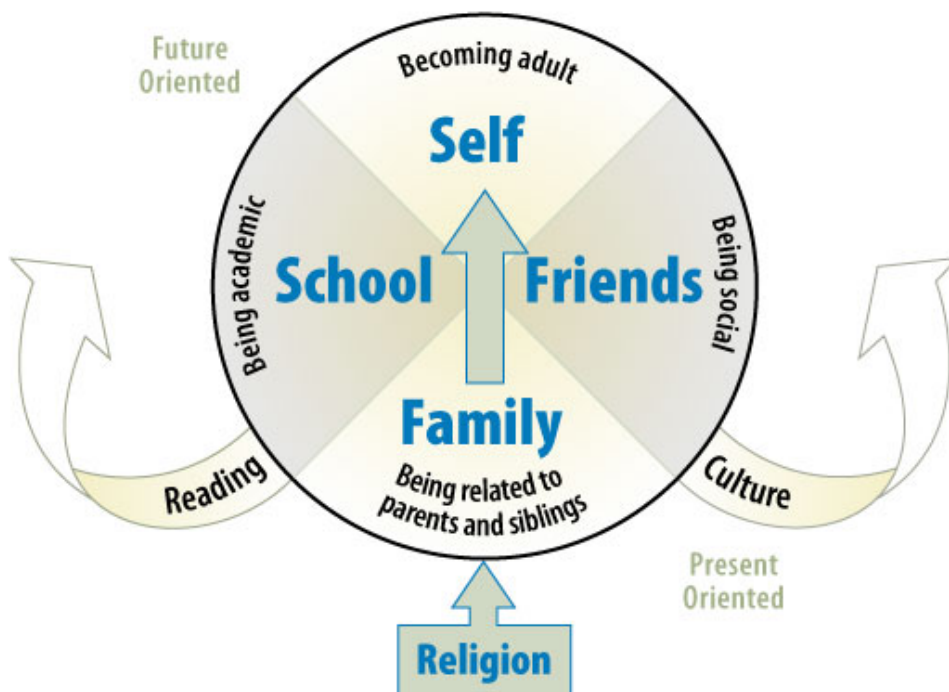 Future
Oriented
Becoming adult
Self
Being academic
School
Friends
Being social
Family
Being related to
parents and siblings
Reading
Culture
Present
Oriented
Religion